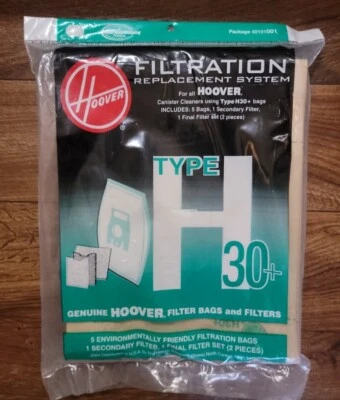 Package 40101001
HOOVER
FILTRATION
REPLACEMENT SYSTEM
For all HOOVER®
Canister Cleaners using Type H30+ bags
INCLUDES: 5 Bags, 1 Secondary Filter,
1 Final Filter set (2 pieces)
TYPE
H
30+
GENUINE HOOVER® FILTER BAGS and FILTERS
5 ENVIRONMENTALLY FRIENDLY FILTRATION BAGS
1 SECONDARY FILTER, 1 FINAL FILTER SET (2 PIECES)